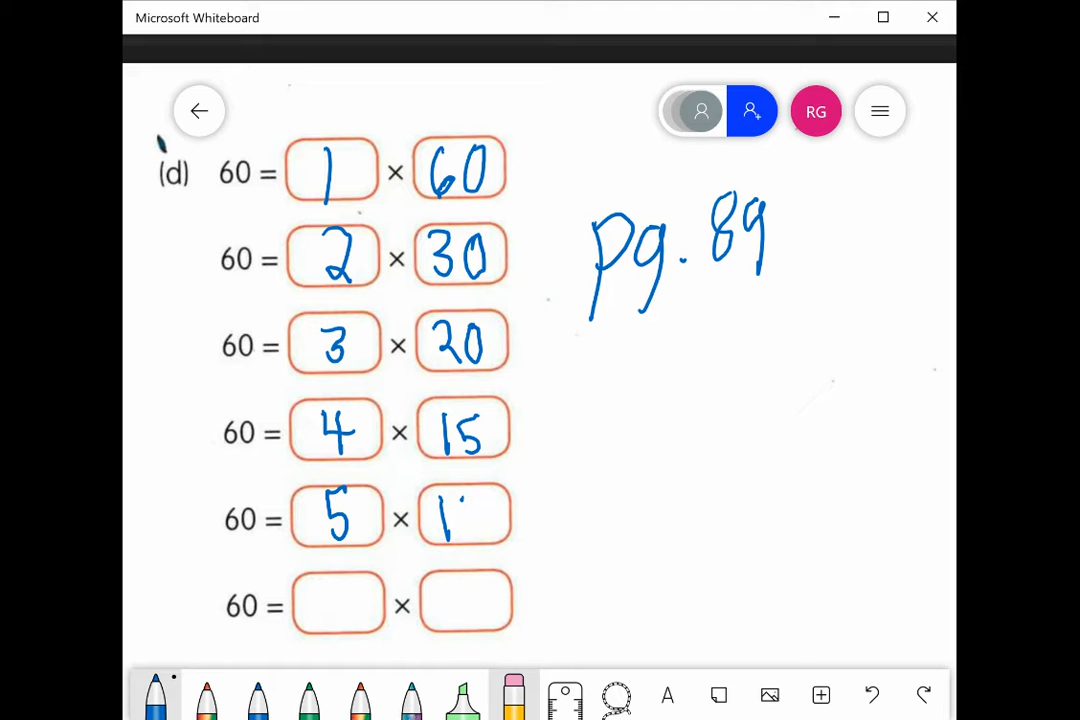 Microsoft Whiteboard
RG
(d) 60 = 1 × 60
60 = 2 × 30
pg. 89
60 = 3 × 20
60 = 4 × 15
60 = 5 × 1
60 = ×
A